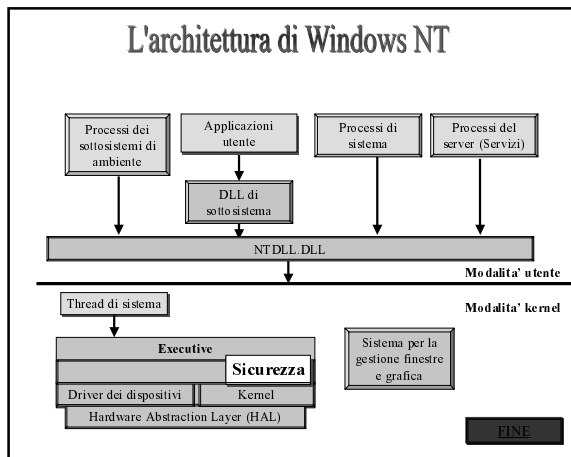 L'architettura di Windows NT
Processi dei
sottosistemi di
ambiente
Applicazioni
utente
Processi di
sistema
Processi del
server (Servizi)
DLL di
sottosistema
NTDLL.DLL
Modalita' utente
Modalita' kernel
Thread di sistema
Executive
Sicurezza
Driver dei dispositivi
Kernel
Hardware Abstraction Layer (HAL)
Sistema per la
gestione finestre
e grafica
FINE